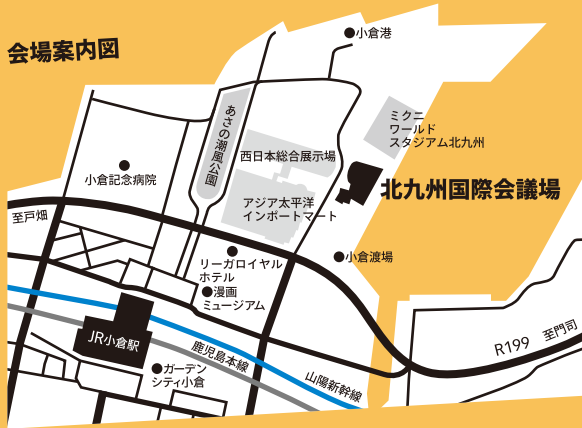 会場案内図
小倉港
あさの潮風公園
ミクニ
ワールド
スタジアム北九州
西日本総合展示場
小倉記念病院
北九州国際会議場
アジア太平洋
インポートマート
至戸畑
小倉渡場
リーガロイヤル
ホテル
漫画
ミュージアム
JR小倉駅
R199
至門司
鹿児島本線
ガーデン
シティ小倉
山陽新幹線